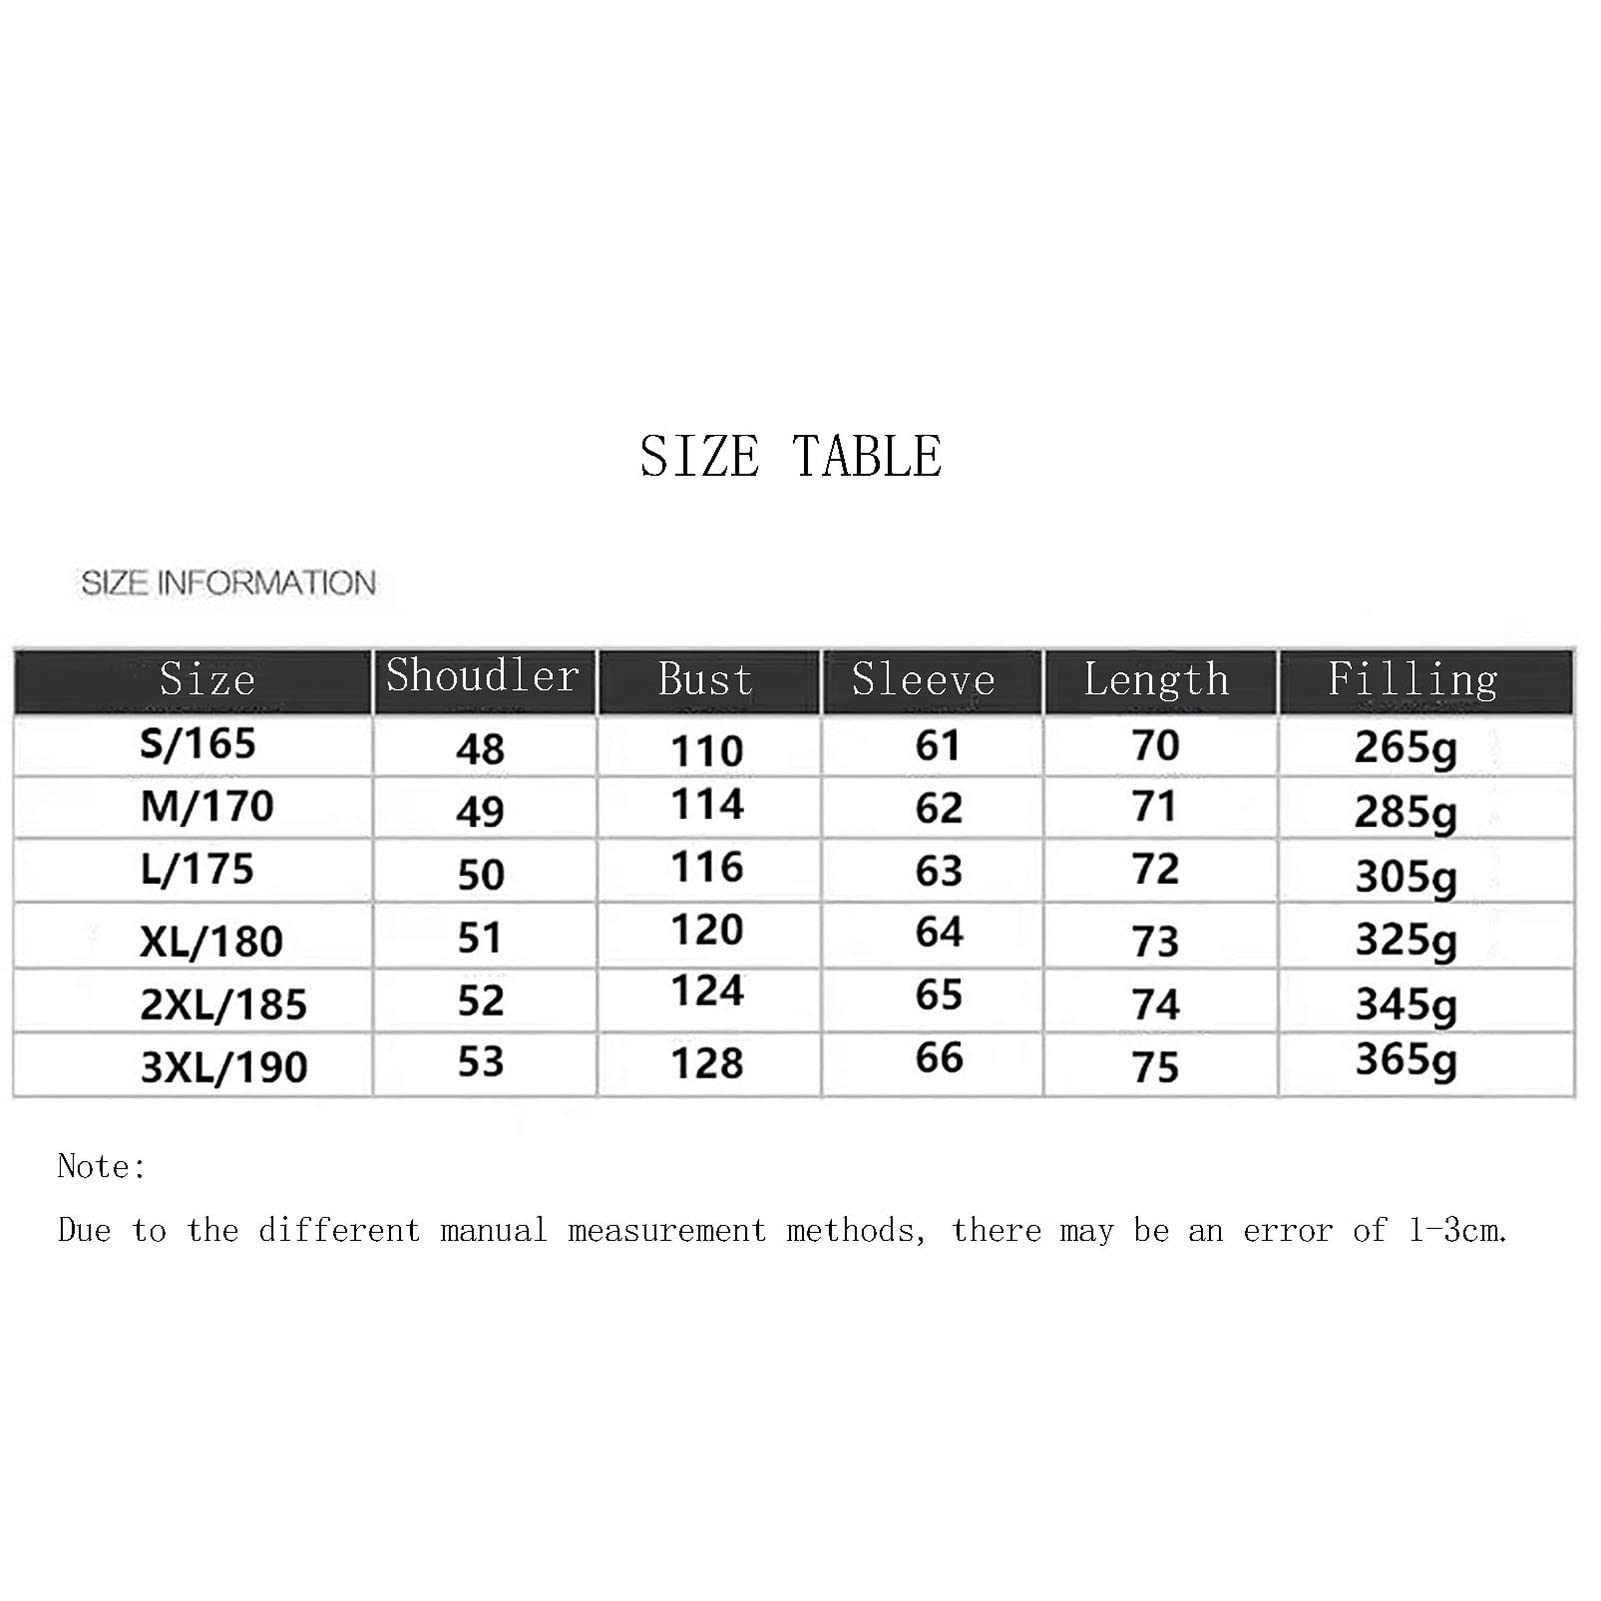 SIZE TABLE
SIZE INFORMATION
Size Shoudler Bust Sleeve Length Filling
S/165 48 110 61 70 265g
M/170 49 114 62 71 285g
L/175 50 116 63 72 305g
XL/180 51 120 64 73 325g
2XL/185 52 124 65 74 345g
3XL/190 53 128 66 75 365g
Note:
Due to the different manual measurement methods, there may be an error of 1-3cm.